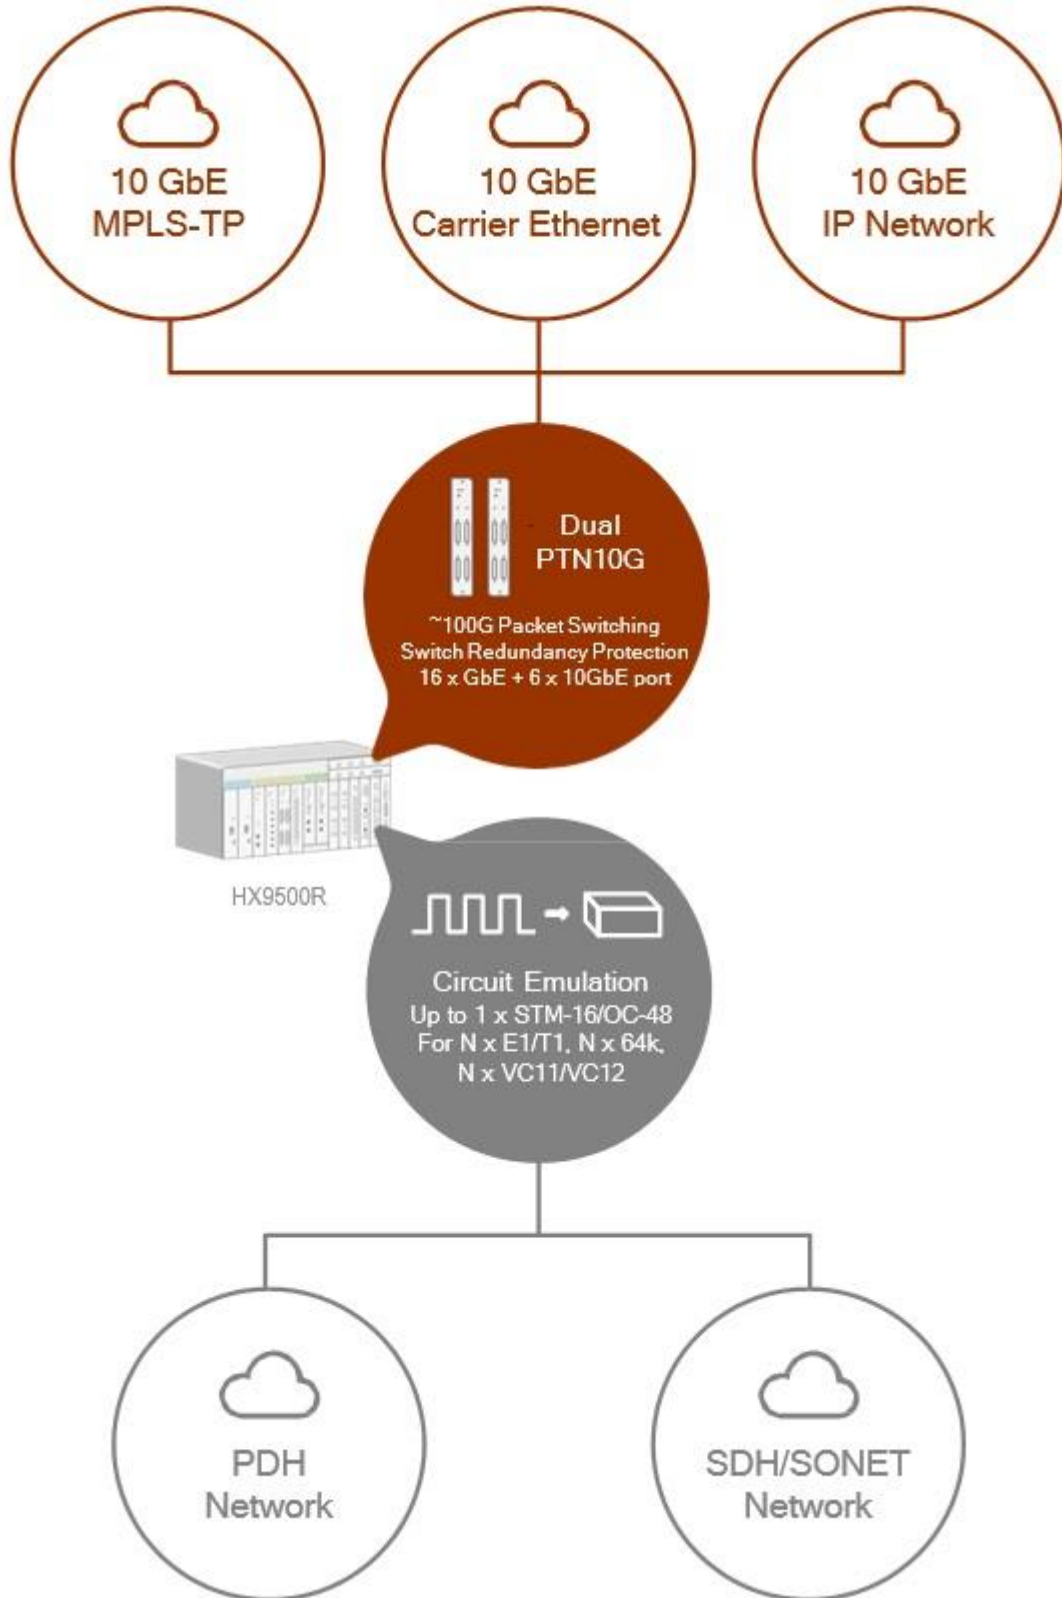 10 GbE
MPLS-TP
10 GbE
Carrier Ethernet
10 GbE
IP Network
Dual
PTN10G
~100G Packet Switching
Switch Redundancy Protection
16 x GbE + 6 x 10GbE port
HX9500R
Circuit Emulation
Up to 1 x STM-16/OC-48
For N x E1/T1, N x 64k,
N x VC11/VC12
PDH
Network
SDH/SONET
Network